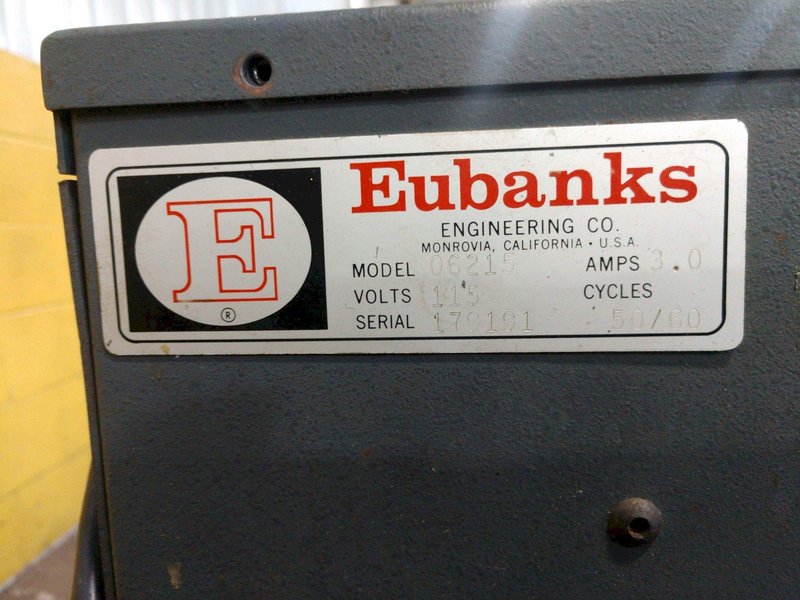 E
®
Eubanks
ENGINEERING CO.
MONROVIA, CALIFORNIA • U.S.A.
MODEL 06215 AMPS 3.0
VOLTS 115 CYCLES
SERIAL 179191 50/60